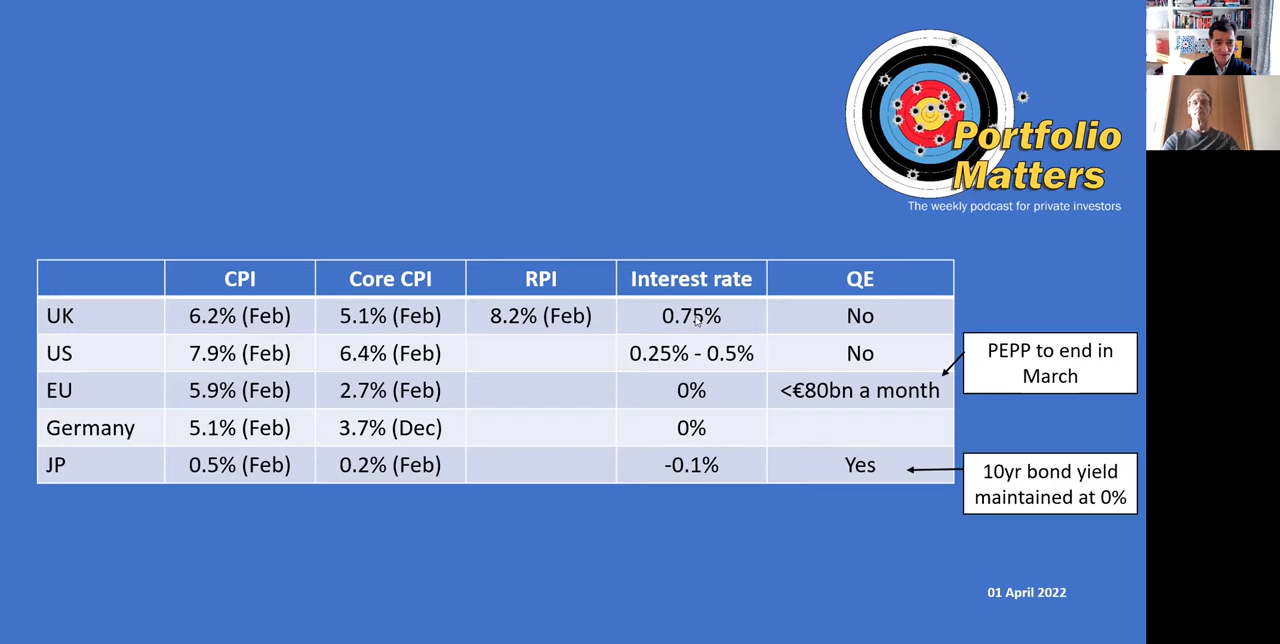 Portfolio
Matters
The weekly podcast for private investors
CPI Core CPI RPI Interest rate QE
UK 6.2% (Feb) 5.1% (Feb) 8.2% (Feb) 0.75% No
US 7.9% (Feb) 6.4% (Feb) 0.25% - 0.5% No
EU 5.9% (Feb) 2.7% (Feb) 0% <€80bn a month
Germany 5.1% (Feb) 3.7% (Dec) 0%
JP 0.5% (Feb) 0.2% (Feb) -0.1% Yes
PEPP to end in
March
10yr bond yield
maintained at 0%
01 April 2022